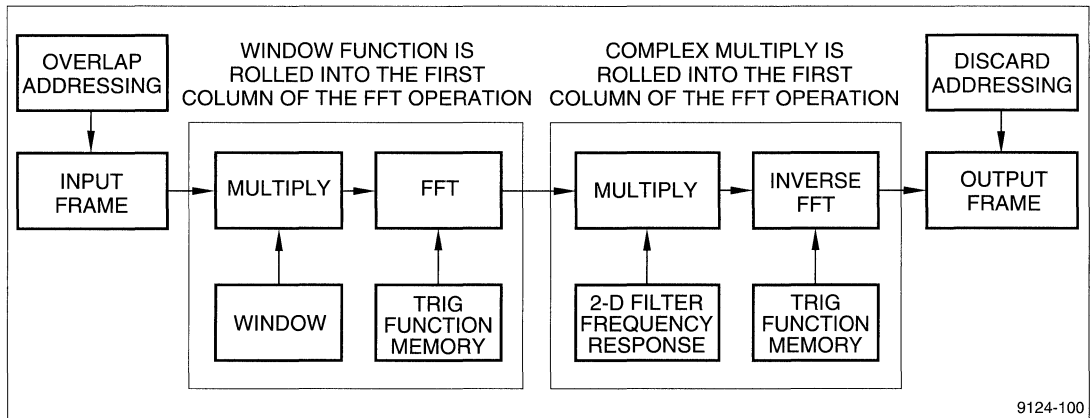 OVERLAP
ADDRESSING
WINDOW FUNCTION IS
ROLLED INTO THE FIRST
COLUMN OF THE FFT OPERATION
COMPLEX MULTIPLY IS
ROLLED INTO THE FIRST
COLUMN OF THE FFT OPERATION
DISCARD
ADDRESSING
INPUT
FRAME
MULTIPLY
FFT
MULTIPLY
INVERSE
FFT
OUTPUT
FRAME
WINDOW
TRIG
FUNCTION
MEMORY
2-D FILTER
FREQUENCY
RESPONSE
TRIG
FUNCTION
MEMORY
9124-100